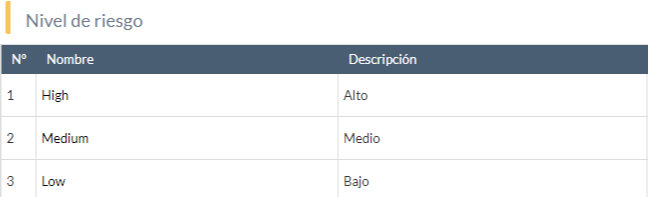 Nivel de riesgo
N° Nombre Descripción
1 High Alto
2 Medium Medio
3 Low Bajo